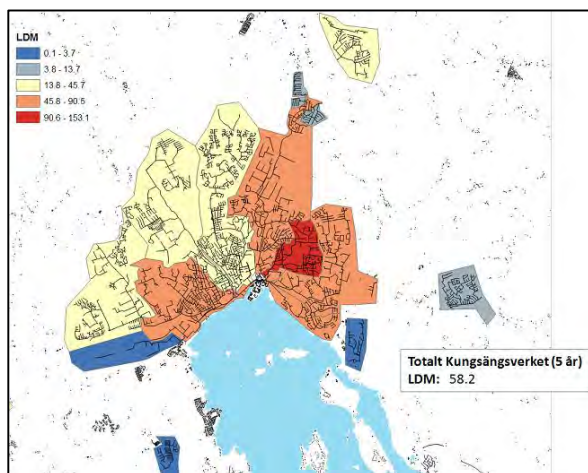 LDM
0.1 - 3.7
3.8 - 13.7
13.8 - 45.7
45.8 - 90.5
90.6 - 153.1
Totalt Kungsängsverket (5 år)
LDM: 58.2